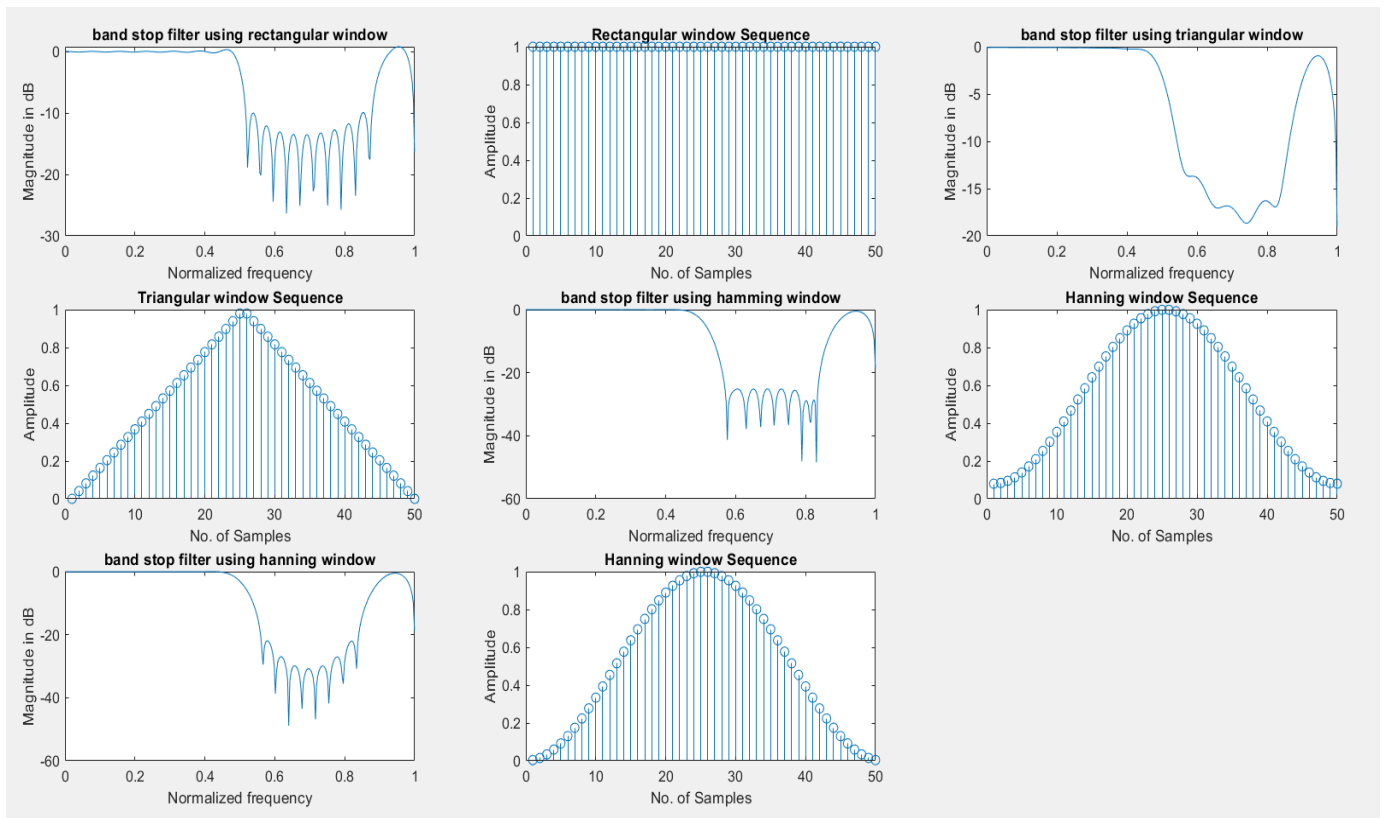 band stop filter using rectangular window
0
-10
-20
-30
Magnitude in dB
0 0.2 0.4 0.6 0.8 1
Normalized frequency
Rectangular window Sequence
1
0.8
0.6
0.4
0.2
0
Amplitude
0 10 20 30 40 50
No. of Samples
band stop filter using triangular window
0
-5
-10
-15
-20
Magnitude in dB
0 0.2 0.4 0.6 0.8 1
Normalized frequency
Triangular window Sequence
1
0.8
0.6
0.4
0.2
0
Amplitude
0 10 20 30 40 50
No. of Samples
band stop filter using hamming window
0
-20
-40
-60
Magnitude in dB
0 0.2 0.4 0.6 0.8 1
Normalized frequency
Hanning window Sequence
1
0.8
0.6
0.4
0.2
0
Amplitude
0 10 20 30 40 50
No. of Samples
band stop filter using hanning window
0
-20
-40
-60
Magnitude in dB
0 0.2 0.4 0.6 0.8 1
Normalized frequency
Hanning window Sequence
1
0.8
0.6
0.4
0.2
0
Amplitude
0 10 20 30 40 50
No. of Samples